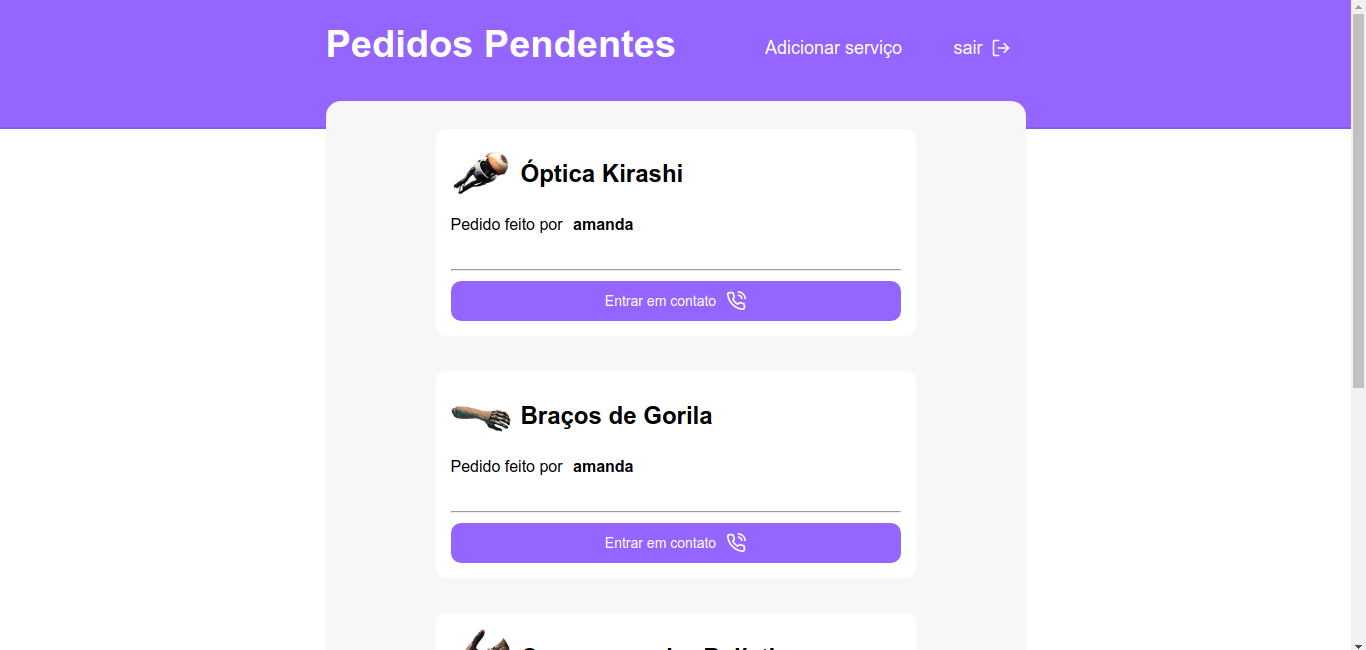 Pedidos Pendentes
Adicionar serviço
sair
Óptica Kirashi
Pedido feito por amanda
Entrar em contato
Braços de Gorila
Pedido feito por amanda
Entrar em contato